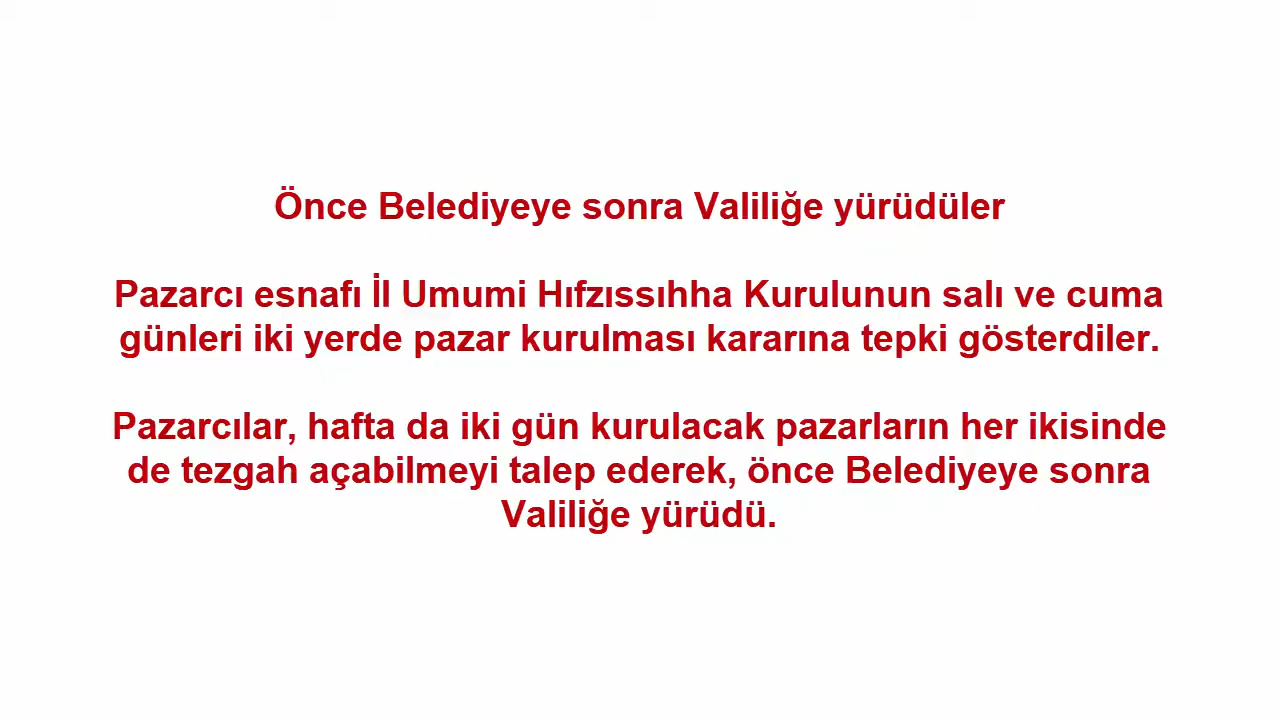 Önce Belediyeye sonra Valiliğe yürüdüler
Pazarcı esnafı İl Umumi Hıfzıssıhha Kurulunun salı ve cuma
günleri iki yerde pazar kurulması kararına tepki gösterdiler.
Pazarcılar, hafta da iki gün kurulacak pazarların her ikisinde
de tezgah açabilmeyi talep ederek, önce Belediyeye sonra
Valiliğe yürüdü.